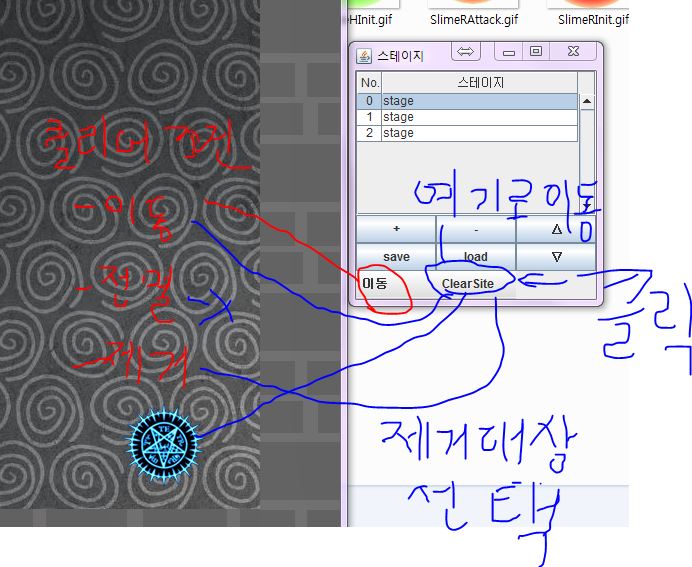 HInit.gif
SlimeRAttack.gif
SlimeRInit.gif
스테이지
No. 스테이지
0 stage
1 stage
2 stage
+ - △
save load ▽
이동 ClearSite
클리어 조건
-이동
-전멸
-제거
여기로이동
클릭
제거대상
선택